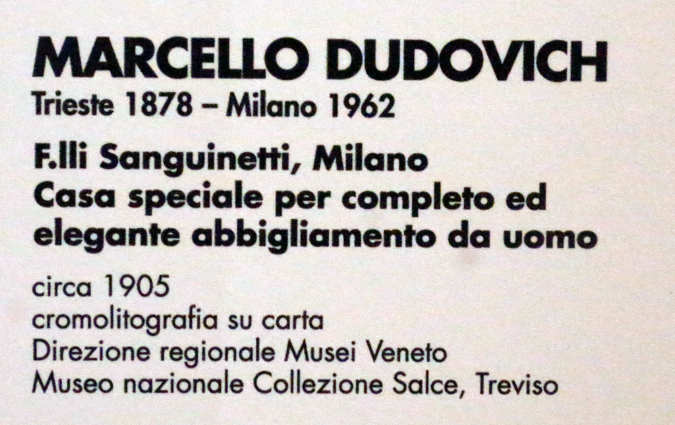 MARCELLO DUDOVICH
Trieste 1878 – Milano 1962
F.lli Sanguinetti, Milano
Casa speciale per completo ed
elegante abbigliamento da uomo
circa 1905
cromolitografia su carta
Direzione regionale Musei Veneto
Museo nazionale Collezione Salce, Treviso